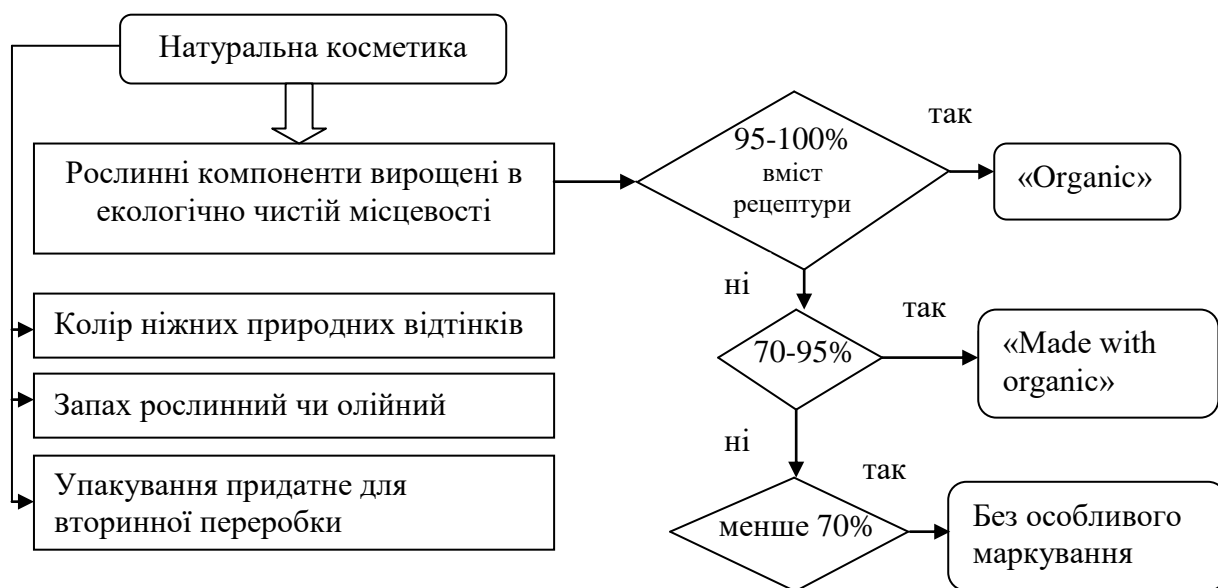 Натуральна косметика
Рослинні компоненти вирощені в
екологічно чистій місцевості
Колір ніжних природних відтінків
Запах рослинний чи олійний
Упакування придатне для
вторинної переробки
95-100%
вміст
рецептури
так
«Organic»
ні
70-95%
так
«Made with
organic»
ні
менше 70%
так
Без особливого
маркування